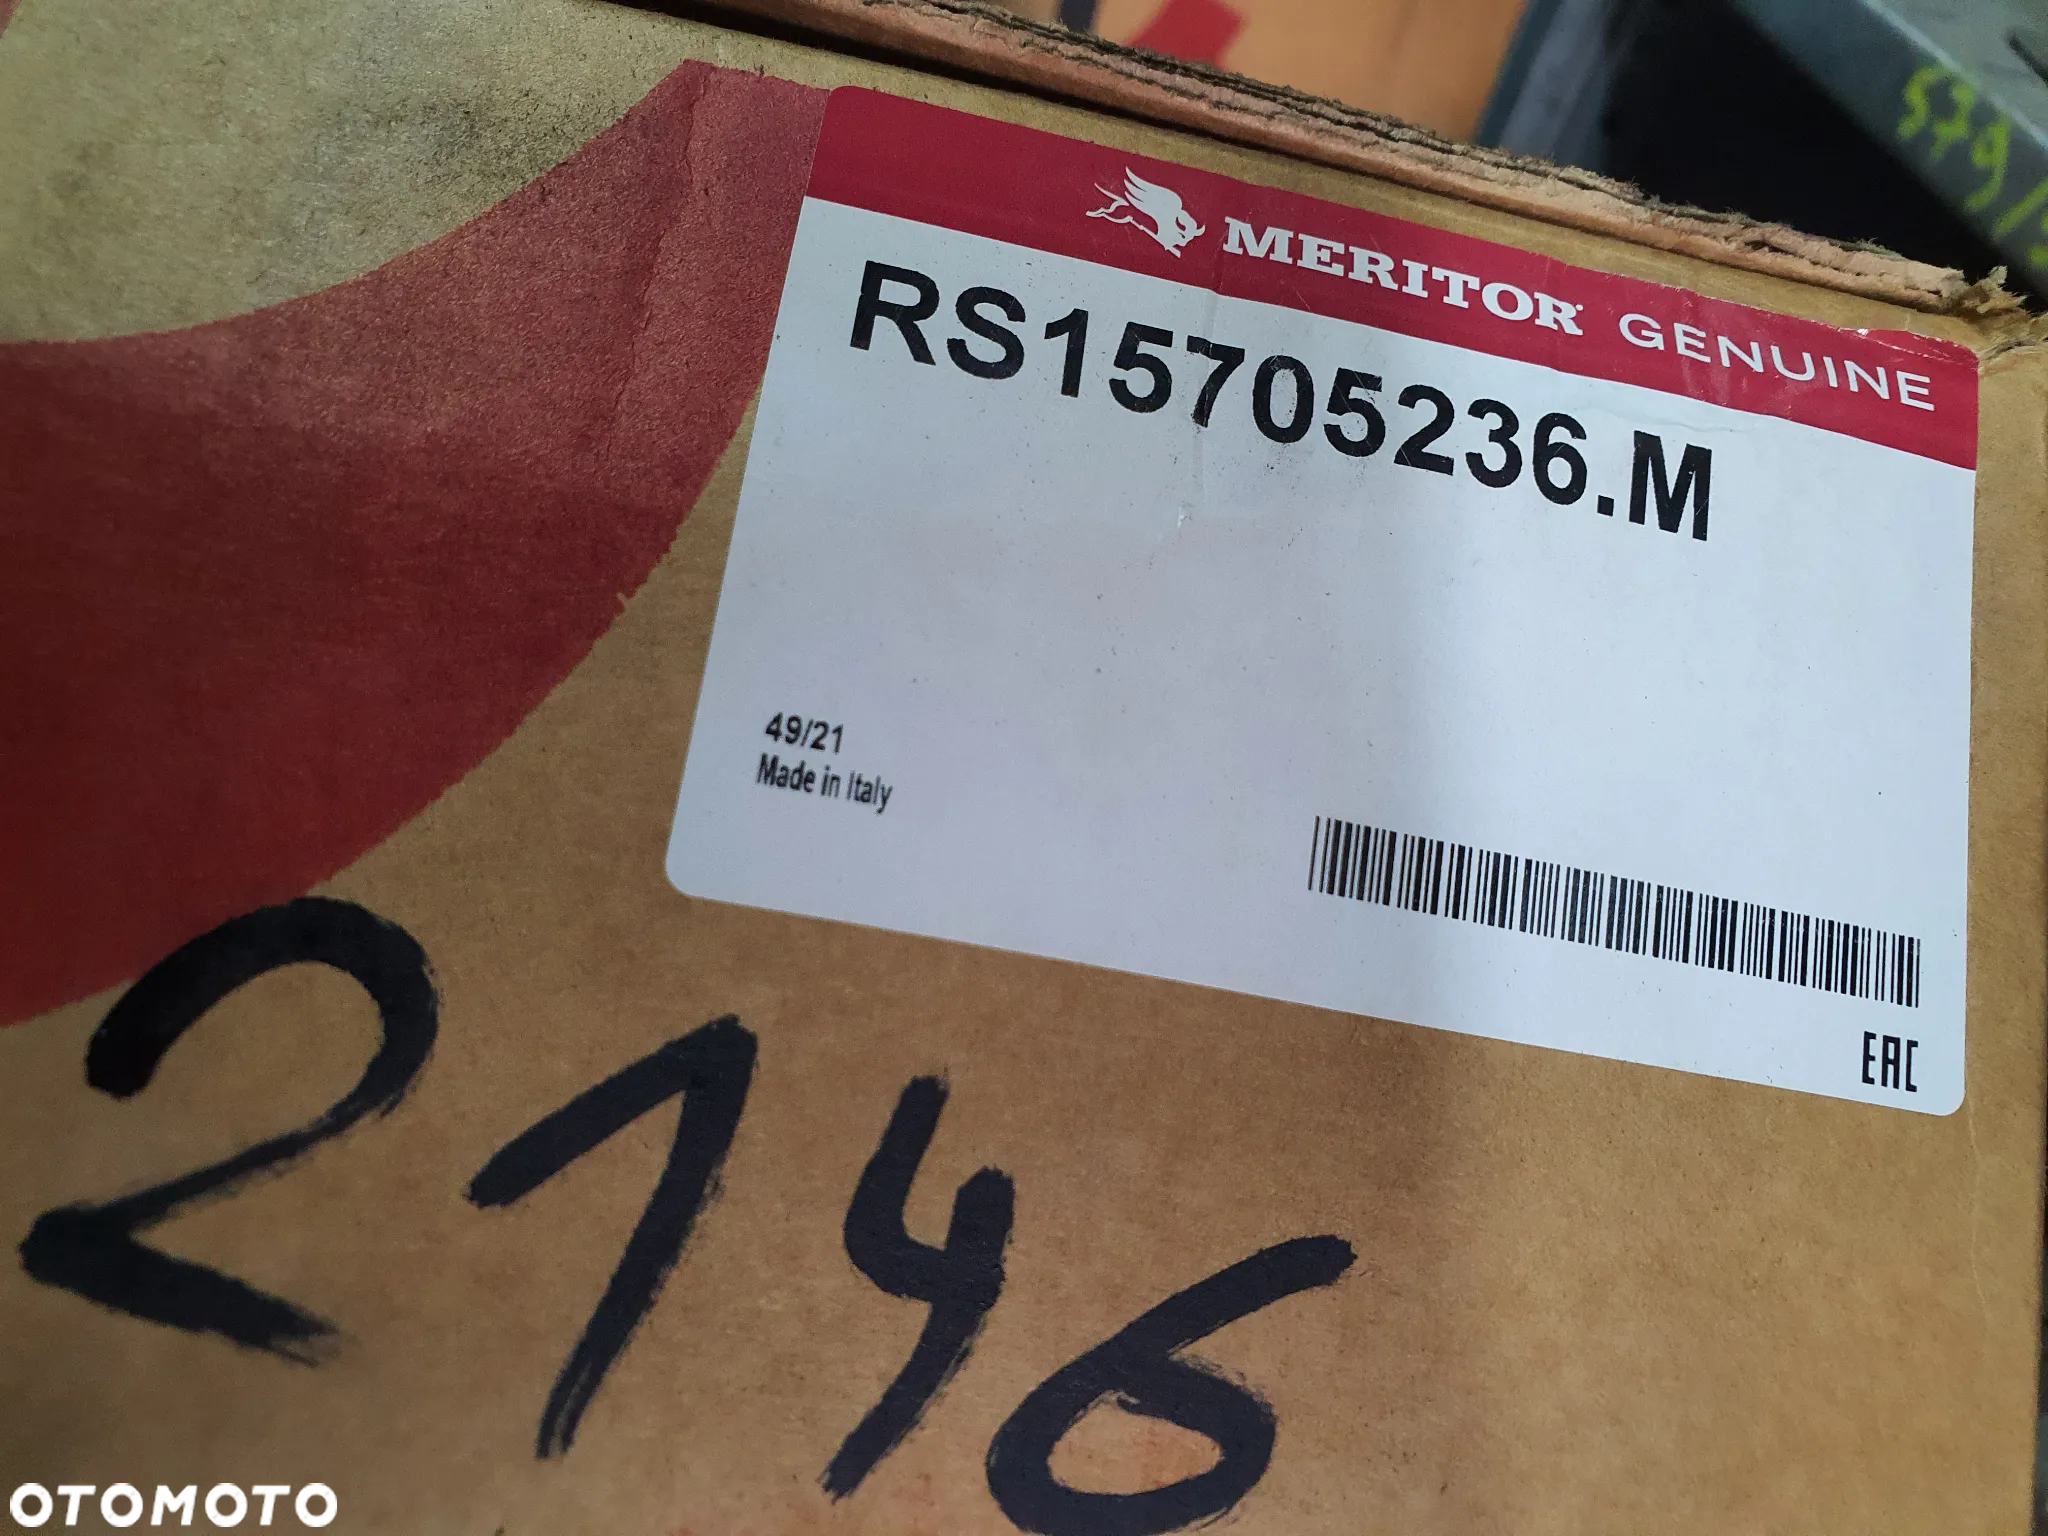 MERITOR GENUINE
RS15705236.M
49/21
Made in Italy
EAC
2146
OTOMOTO